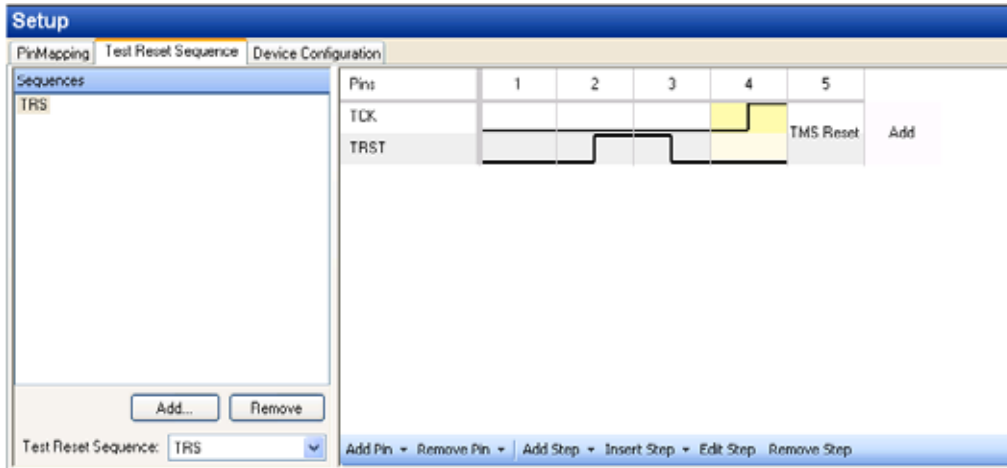 Setup
PinMapping Test Reset Sequence Device Configuration
Sequences
TRS
Pins 1 2 3 4 5
TCK
TRST
TMS Reset Add
Add... Remove
Test Reset Sequence: TRS
Add Pin Remove Pin Add Step Insert Step Edit Step Remove Step